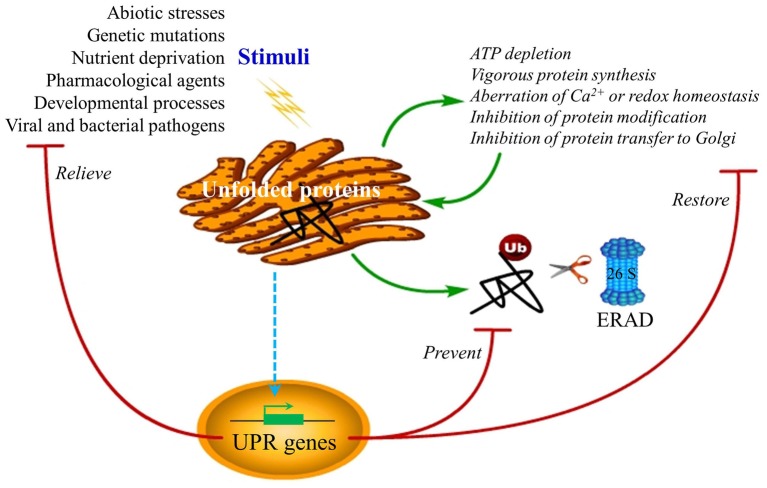 Abiotic stresses
Genetic mutations
Nutrient deprivation
Pharmacological agents
Developmental processes
Viral and bacterial pathogens
Stimuli
ATP depletion
Vigorous protein synthesis
Aberration of Ca²⁺ or redox homeostasis
Inhibition of protein modification
Inhibition of protein transfer to Golgi
Relieve
Unfolded proteins
Restore
Ub
26 S
ERAD
Prevent
UPR genes